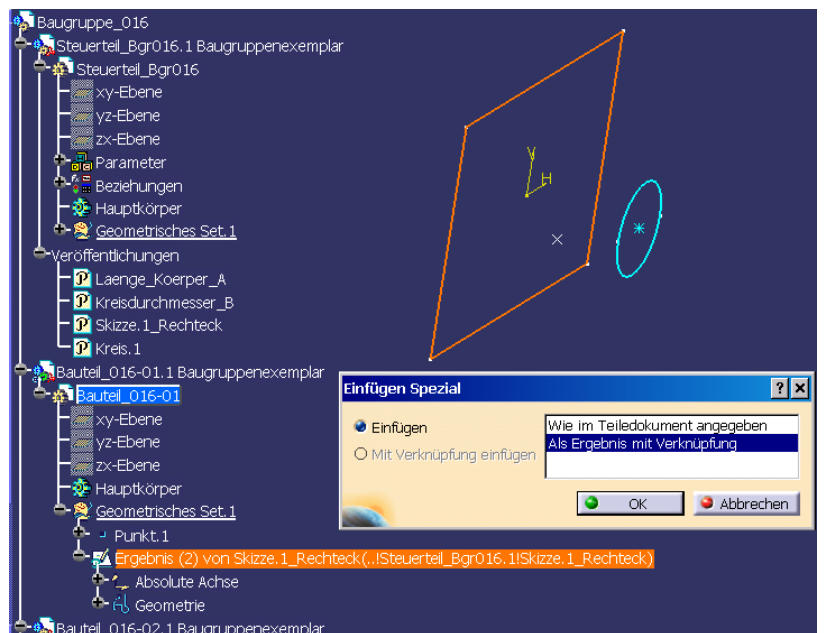 Baugruppe_016
Steuerteil_Bgr016.1 Baugruppenexemplar
Steuerteil_Bgr016
xy-Ebene
yz-Ebene
zx-Ebene
Parameter
Beziehungen
Hauptkörper
Geometrisches Set.1
Veröffentlichungen
Laenge_Koerper_A
Kreisdurchmesser_B
Skizze.1_Rechteck
Kreis.1
Bauteil_016-01.1 Baugruppenexemplar
Bauteil_016-01
xy-Ebene
yz-Ebene
zx-Ebene
Hauptkörper
Geometrisches Set.1
Punkt.1
Ergebnis (2) von Skizze.1_Rechteck(..!Steuerteil_Bgr016.1!Skizze.1_Rechteck)
Absolute Achse
Geometrie
Bauteil_016-02.1 Baugruppenexemplar
V
H
Einfügen Spezial
Einfügen
Mit Verknüpfung einfügen
Wie im Teiledokument angegeben
Als Ergebnis mit Verknüpfung
OK
Abbrechen